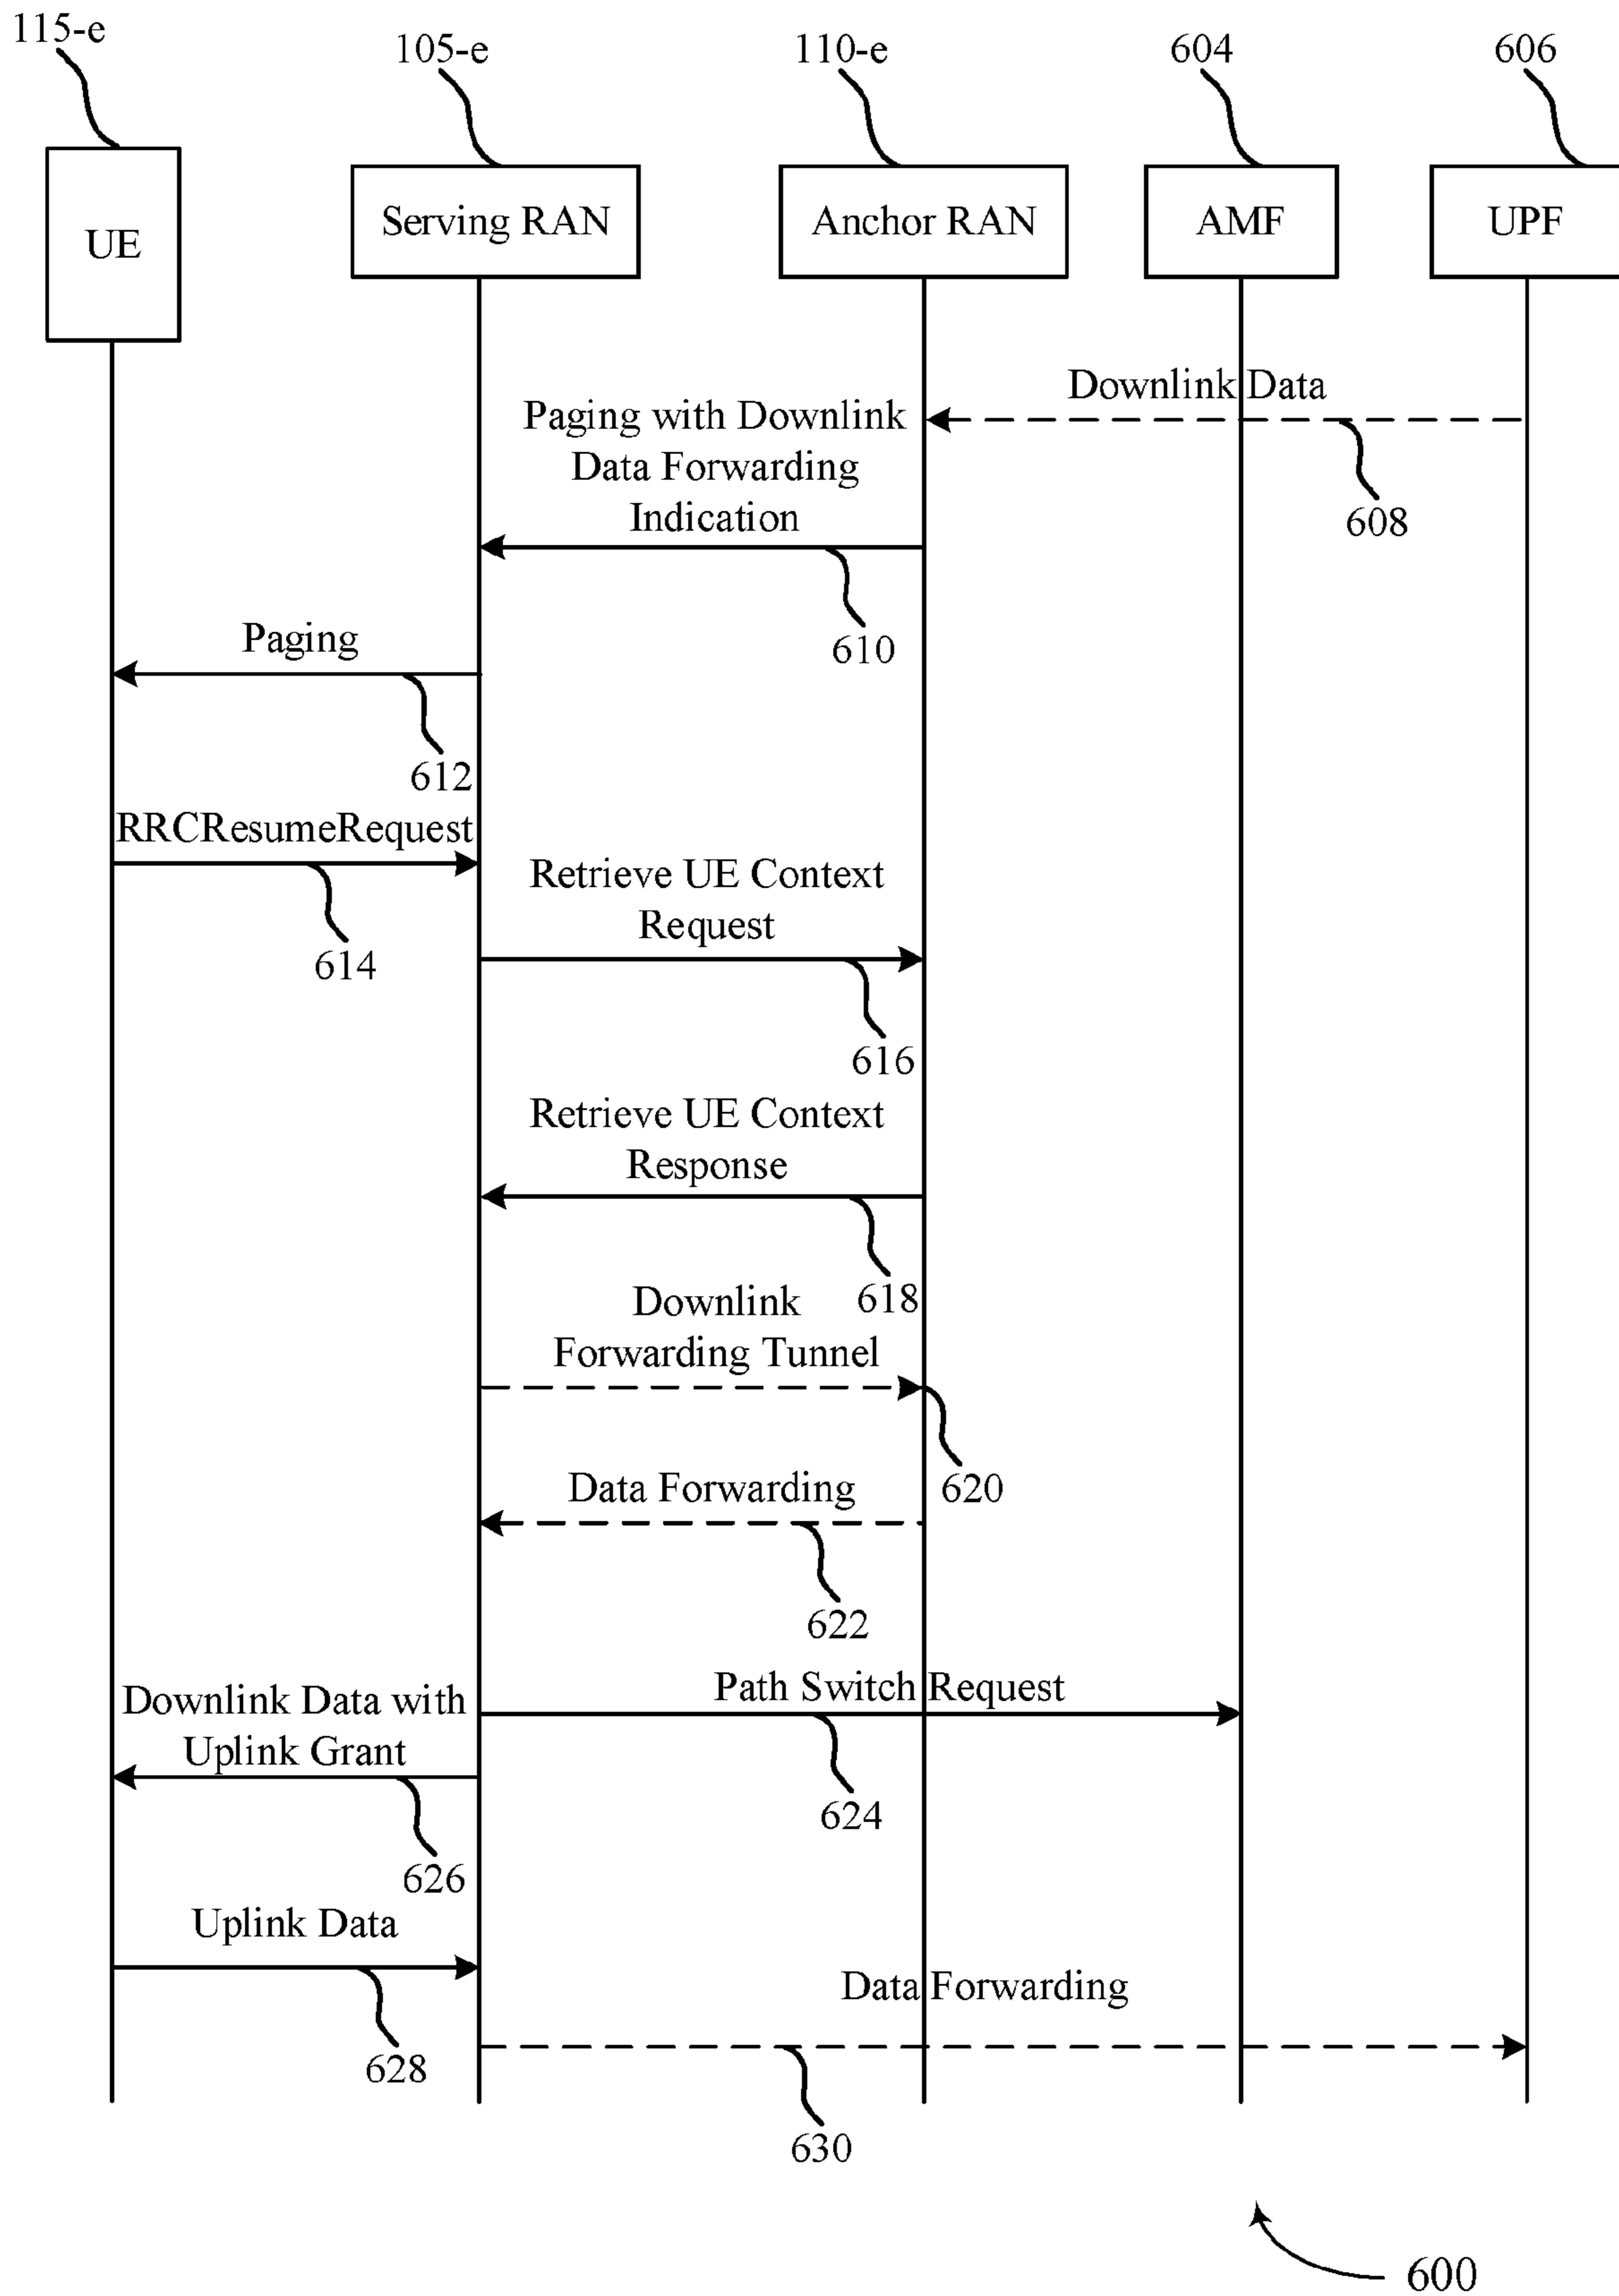 115-e
105-e
110-e
604
606
UE
Serving RAN
Anchor RAN
AMF
UPF
Downlink Data
608
Paging with Downlink
Data Forwarding
Indication
610
Paging
612
RRCResumeRequest
614
Retrieve UE Context
Request
616
Retrieve UE Context
Response
618
Downlink
Forwarding Tunnel
620
Data Forwarding
622
Path Switch Request
624
Downlink Data with
Uplink Grant
626
Uplink Data
628
Data Forwarding
630
600